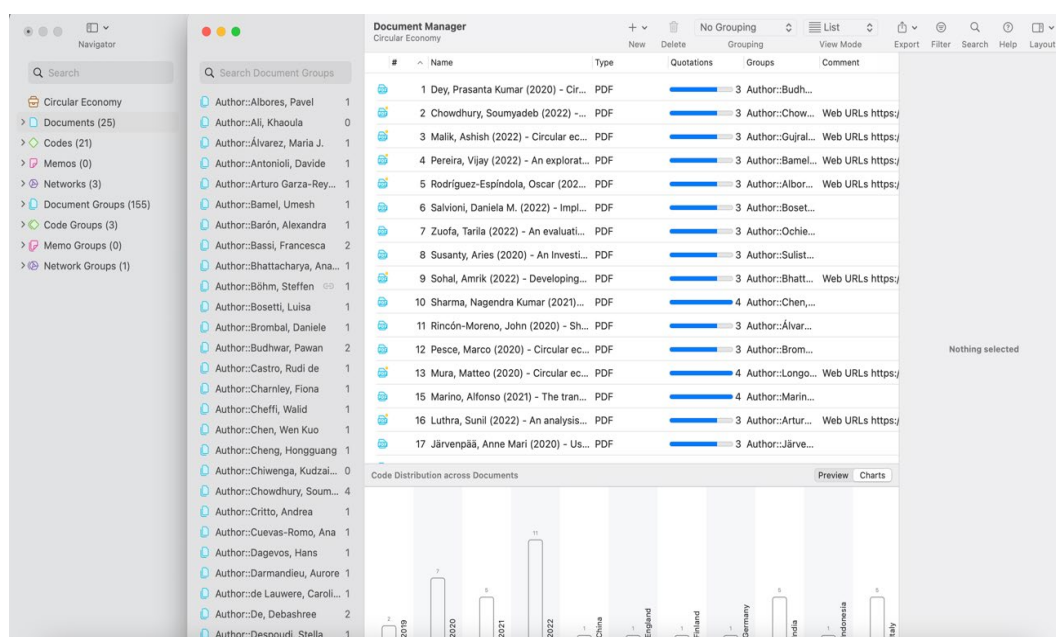 Navigator
Search
Circular Economy
Documents (25)
Codes (21)
Memos (0)
Networks (3)
Document Groups (155)
Code Groups (3)
Memo Groups (0)
Network Groups (1)
Search Document Groups
Author::Albores, Pavel 1
Author::Ali, Khaoula 0
Author::Álvarez, Maria J. 1
Author::Antonioli, Davide 1
Author::Arturo Garza-Rey... 1
Author::Bamel, Umesh 1
Author::Barón, Alexandra 1
Author::Bassi, Francesca 2
Author::Bhattacharya, Ana... 1
Author::Böhm, Steffen 1
Author::Bosetti, Luisa 1
Author::Brombal, Daniele 1
Author::Budhwar, Pawan 2
Author::Castro, Rudi de 1
Author::Charnley, Fiona 1
Author::Cheffi, Walid 1
Author::Chen, Wen Kuo 1
Author::Cheng, Hongguang 1
Author::Chiwenga, Kudzai... 0
Author::Chowdhury, Soum... 4
Author::Critto, Andrea 1
Author::Cuevas-Romo, Ana 1
Author::Dagevos, Hans 1
Author::Darmandieu, Aurore 1
Author::de Lauwere, Caroli... 1
Author::De, Debashree 2
Author::Despoudi, Stella 1
Document Manager
Circular Economy
New
Delete
No Grouping
Grouping
List
View Mode
Export
Filter
Search
Help
Layout
# Name Type Quotations Groups Comment
1 Dey, Prasanta Kumar (2020) - Cir... PDF 3 Author::Budh...
2 Chowdhury, Soumyadeb (2022) -... PDF 3 Author::Chow... Web URLs https:/
3 Malik, Ashish (2022) - Circular ec... PDF 3 Author::Gujral... Web URLs https:/
4 Pereira, Vijay (2022) - An explorat... PDF 3 Author::Bamel... Web URLs https:/
5 Rodríguez-Espíndola, Oscar (202... PDF 3 Author::Albor... Web URLs https:/
6 Salvioni, Daniela M. (2022) - Impl... PDF 3 Author::Boset...
7 Zuofa, Tarila (2022) - An evaluati... PDF 3 Author::Ochie...
8 Susanty, Aries (2020) - An Investi... PDF 3 Author::Sulist...
9 Sohal, Amrik (2022) - Developing... PDF 3 Author::Bhatt... Web URLs https:/
10 Sharma, Nagendra Kumar (2021)... PDF 4 Author::Chen,...
11 Rincón-Moreno, John (2020) - Sh... PDF 3 Author::Álvar...
12 Pesce, Marco (2020) - Circular ec... PDF 3 Author::Brom...
13 Mura, Matteo (2020) - Circular ec... PDF 4 Author::Longo... Web URLs https:/
15 Marino, Alfonso (2021) - The tran... PDF 4 Author::Marin...
16 Luthra, Sunil (2022) - An analysis... PDF 3 Author::Artur... Web URLs https:/
17 Järvenpää, Anne Mari (2020) - Us... PDF 3 Author::Järve...
Nothing selected
Code Distribution across Documents
Preview
Charts
2
2019
7
2020
5
2021
11
2022
1
China
1
England
1
Finland
1
Germany
5
India
1
Indonesia
5
Italy